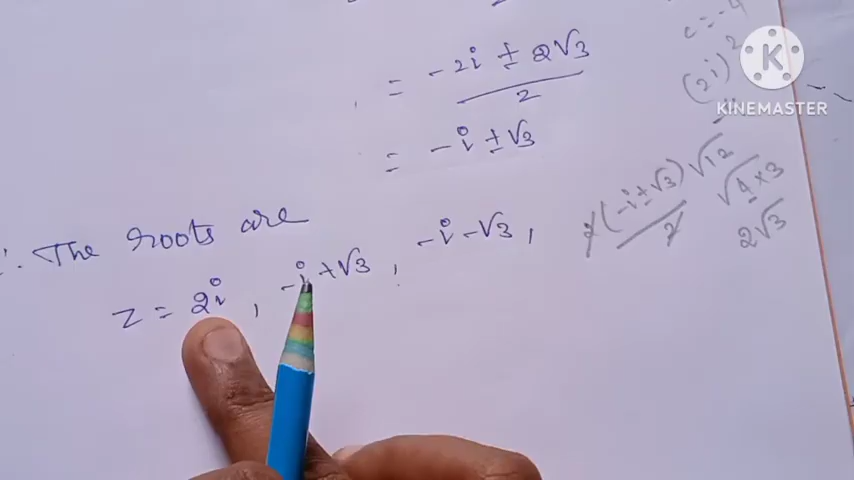 = -2i ± 2√3 / 2
= -i ± √3
∴ The roots are
z = 2i , -i+√3 , -i-√3 ,
c = -4
(2i)²
2(-i±√3) / 2
√12
√4×3
2√3
K
KINEMASTER